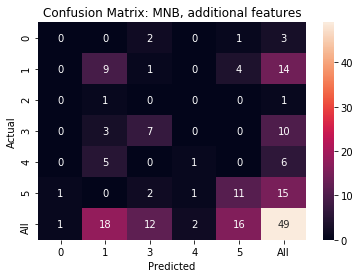 Confusion Matrix: MNB, additional features
0 0 0 2 0 1 3
1 0 9 1 0 4 14
2 0 1 0 0 0 1
3 0 3 7 0 0 10
4 0 5 0 1 0 6
5 1 0 2 1 11 15
All 1 18 12 2 16 49
0 1 3 4 5 All
Predicted
Actual
40
30
20
10
0